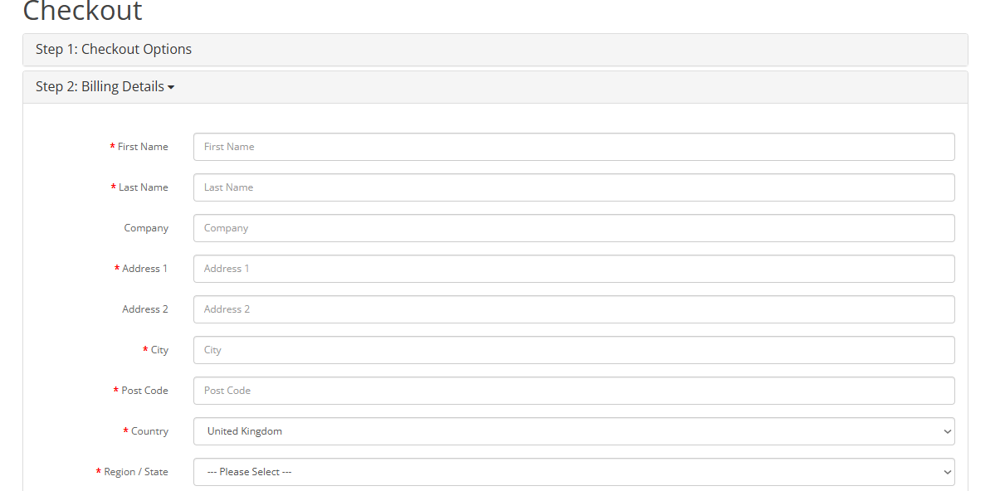 Checkout
Step 1: Checkout Options
Step 2: Billing Details
* First Name First Name
* Last Name Last Name
Company Company
* Address 1 Address 1
Address 2 Address 2
* City City
* Post Code Post Code
* Country United Kingdom
* Region / State --- Please Select ---